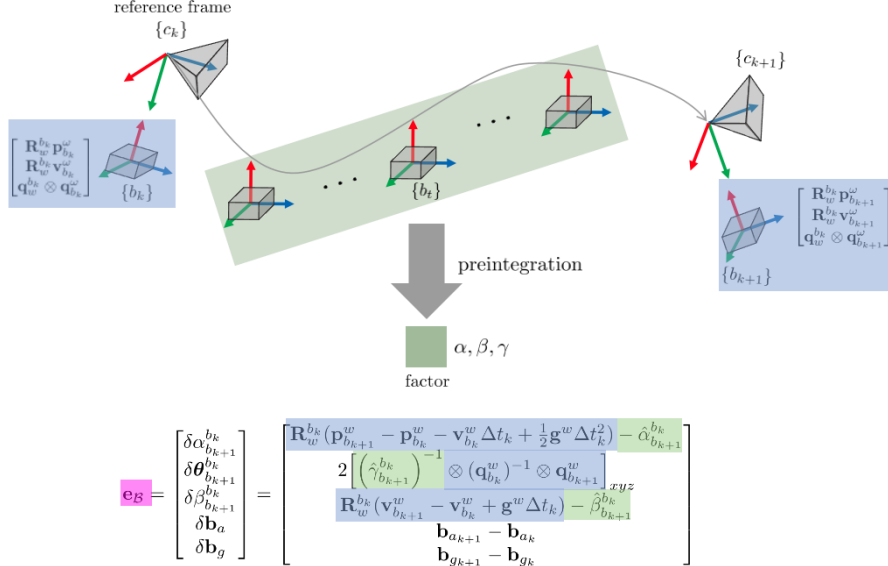 reference frame
{c_k}
{c_{k+1}}
[R_w^{b_k} p_{b_k}^ω
R_w^{b_k} v_{b_k}^ω
q_w^{b_k} ⊗ q_{b_k}^ω]
{b_k}
· · ·
{b_t}
· · ·
[R_w^{b_k} p_{b_{k+1}}^ω
R_w^{b_k} v_{b_{k+1}}^ω
q_w^{b_k} ⊗ q_{b_{k+1}}^ω]
{b_{k+1}}
preintegration
α, β, γ
factor
e_B = [δα_{b_{k+1}}^{b_k}
δθ_{b_{k+1}}^{b_k}
δβ_{b_{k+1}}^{b_k}
δb_a
δb_g]
= [R_w^{b_k}(p_{b_{k+1}}^w − p_{b_k}^w − v_{b_k}^w Δt_k + ½ g^w Δt_k^2) − α̂_{b_{k+1}}^{b_k}
2[(γ̂_{b_{k+1}}^{b_k})^{−1} ⊗ (q_{b_k}^w)^{−1} ⊗ q_{b_{k+1}}^w]_{xyz}
R_w^{b_k}(v_{b_{k+1}}^w − v_{b_k}^w + g^w Δt_k) − β̂_{b_{k+1}}^{b_k}
b_{a_{k+1}} − b_{a_k}
b_{g_{k+1}} − b_{g_k}]